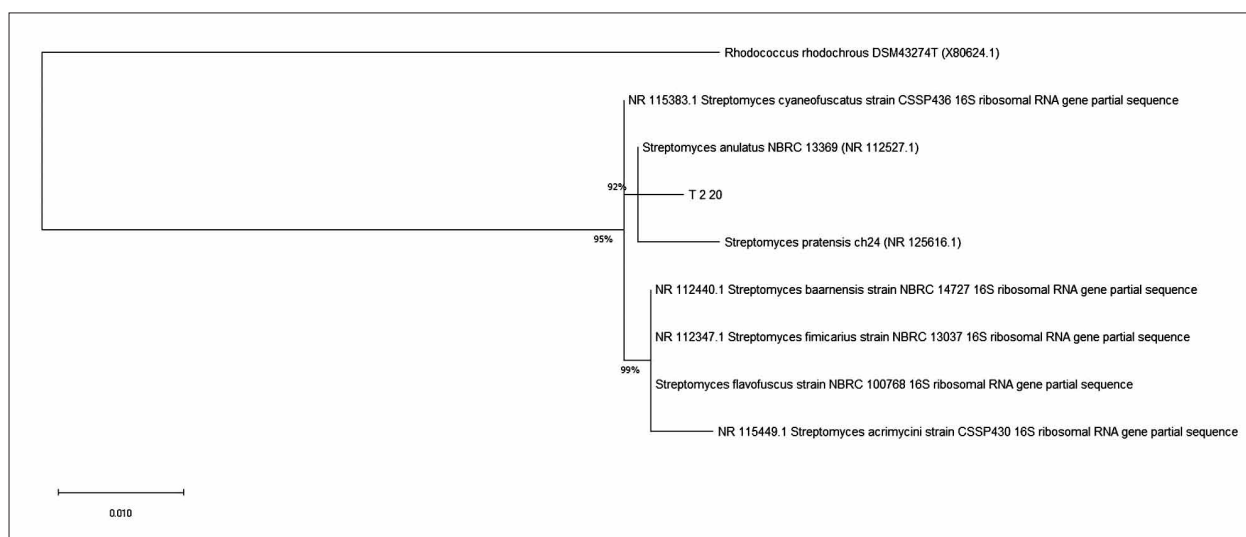 Rhodococcus rhodochrous DSM43274T (X80624.1)
NR 115383.1 Streptomyces cyaneofuscatus strain CSSP436 16S ribosomal RNA gene partial sequence
Streptomyces anulatus NBRC 13369 (NR 112527.1)
92%
T 2 20
95%
Streptomyces pratensis ch24 (NR 125616.1)
NR 112440.1 Streptomyces baarnensis strain NBRC 14727 16S ribosomal RNA gene partial sequence
NR 112347.1 Streptomyces fimicarius strain NBRC 13037 16S ribosomal RNA gene partial sequence
99%
Streptomyces flavofuscus strain NBRC 100768 16S ribosomal RNA gene partial sequence
NR 115449.1 Streptomyces acrimycini strain CSSP430 16S ribosomal RNA gene partial sequence
0.010